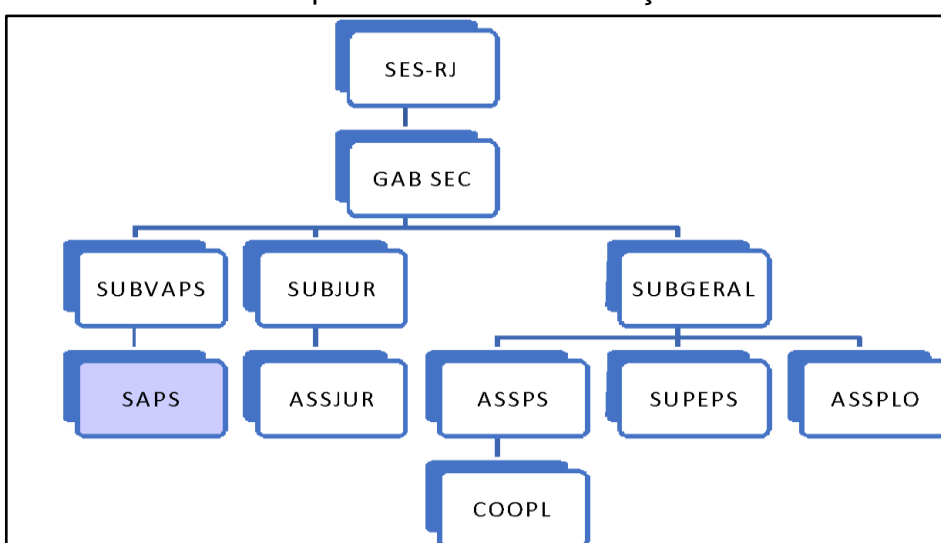 SES-RJ
GAB SEC
SUBVAPS
SUBJUR
SUBGERAL
SAPS
ASSJUR
ASSPS
SUPEPS
ASSPLO
COOPL